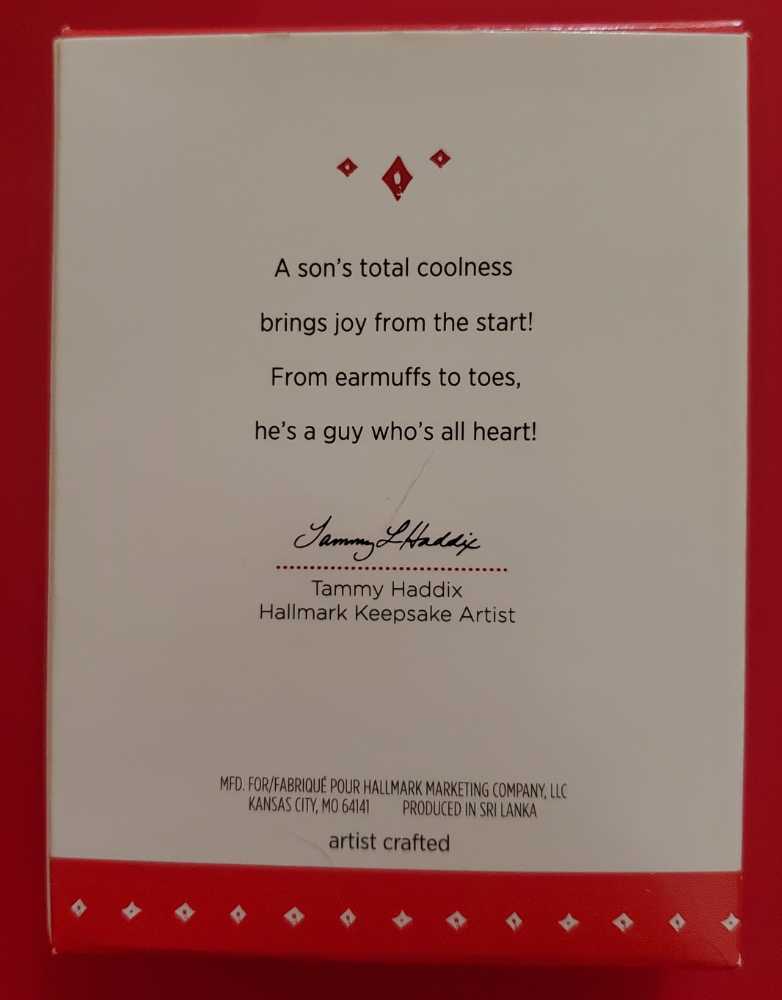 A son's total coolness
brings joy from the start!
From earmuffs to toes,
he's a guy who's all heart!
Tammy L Haddix
Tammy Haddix
Hallmark Keepsake Artist
MFD. FOR/FABRIQUÉ POUR HALLMARK MARKETING COMPANY, LLC
KANSAS CITY, MO 64141 PRODUCED IN SRI LANKA
artist crafted